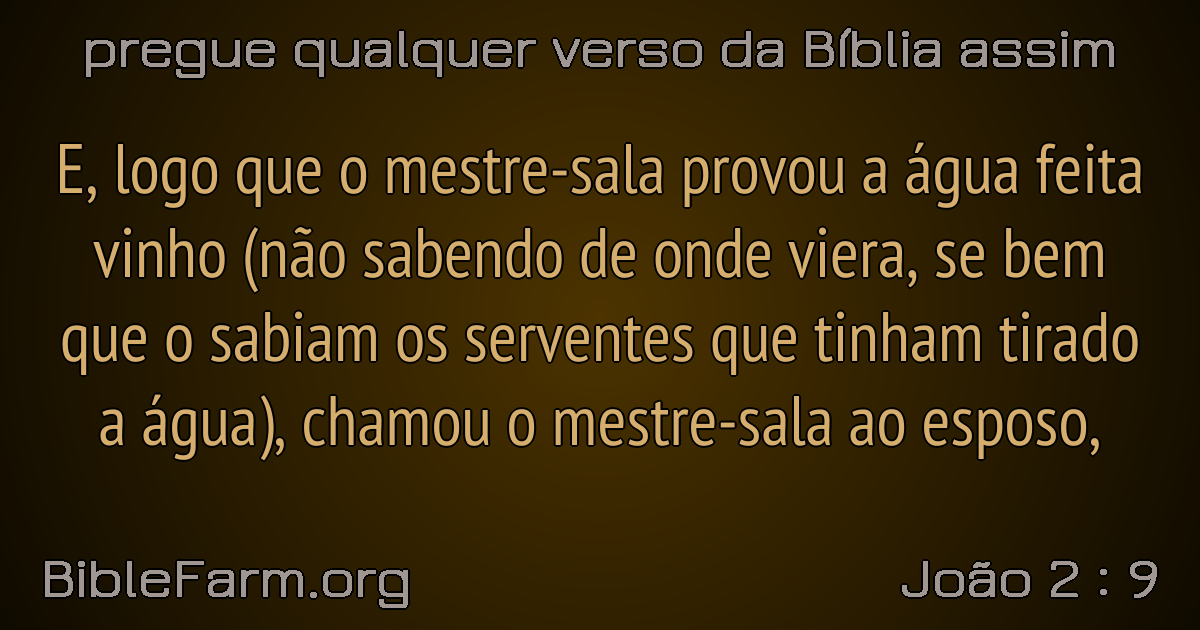 pregue qualquer verso da Bíblia assim
E, logo que o mestre-sala provou a água feita
vinho (não sabendo de onde viera, se bem
que o sabiam os serventes que tinham tirado
a água), chamou o mestre-sala ao esposo,
BibleFarm.org
João 2 : 9